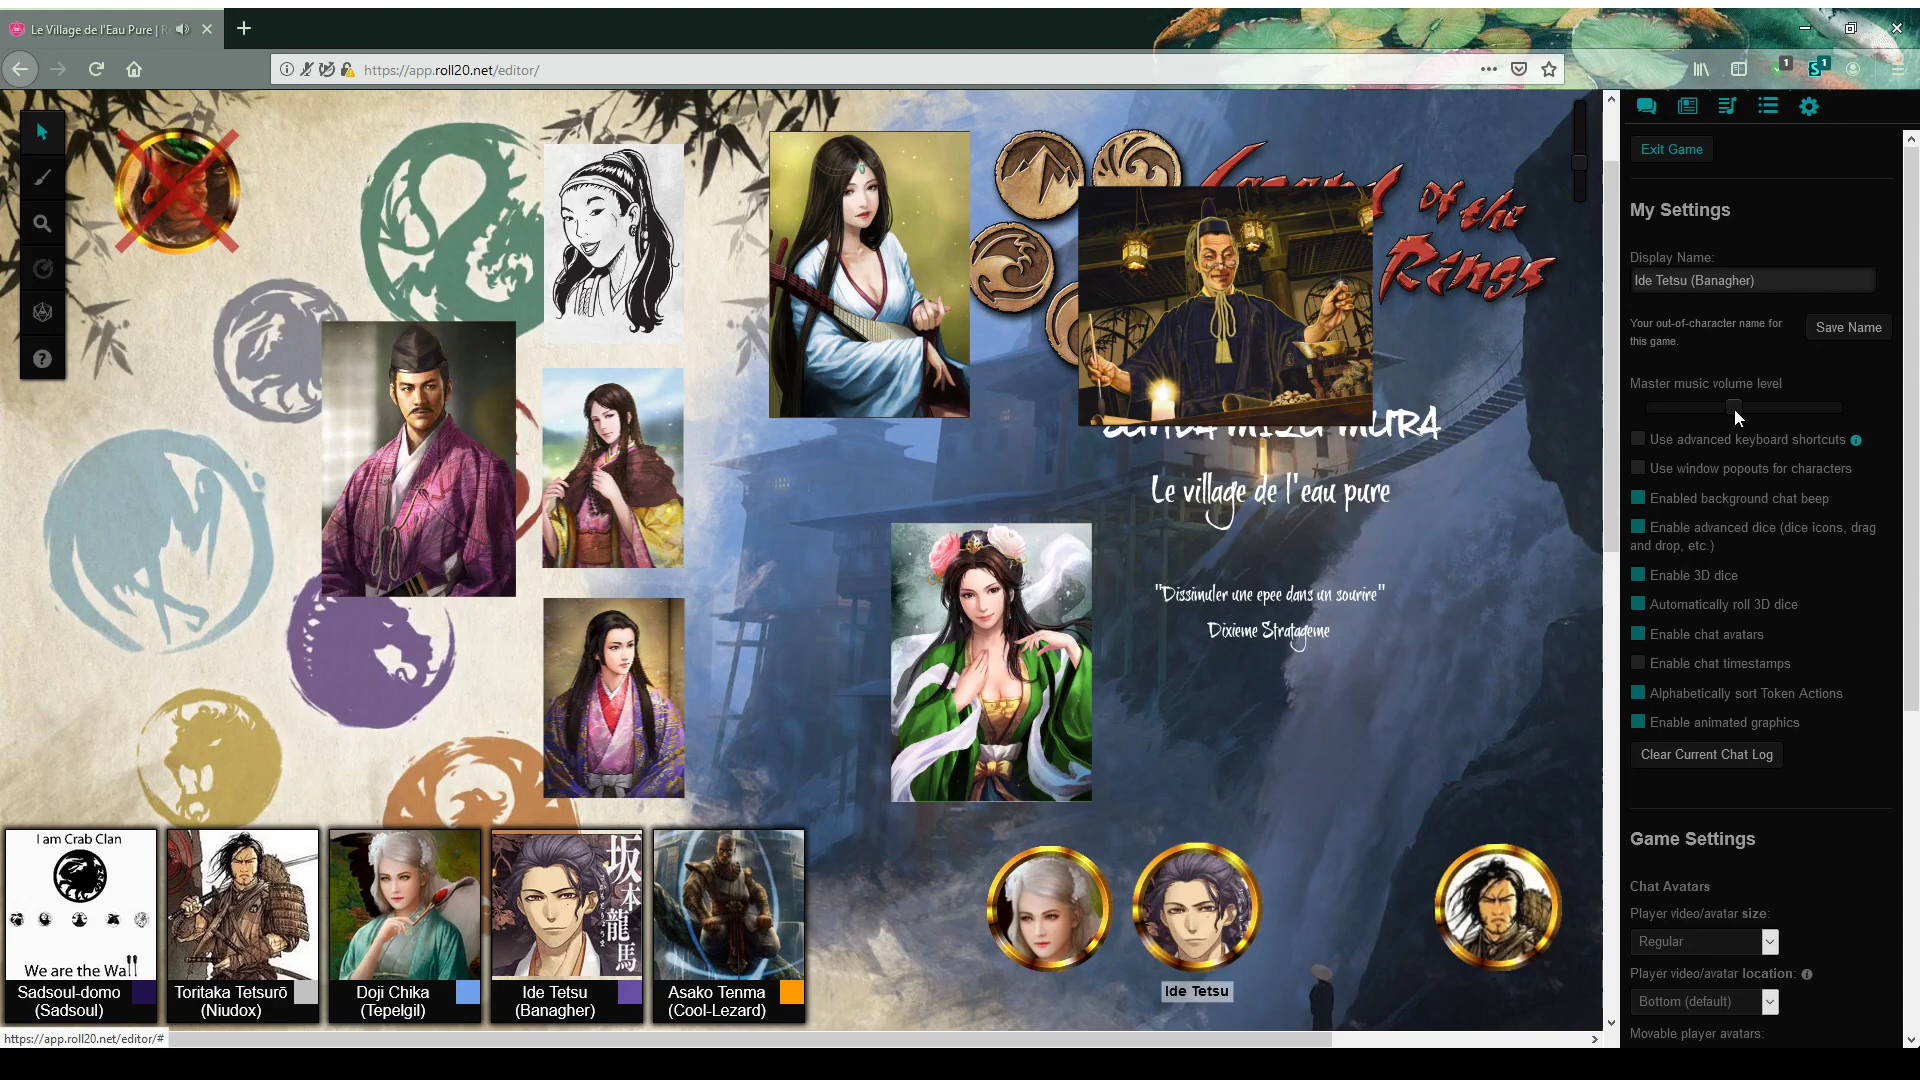 Le Village de l'Eau Pure | R
https://app.roll20.net/editor/
1
1
Exit Game
My Settings
Display Name:
Ide Tetsu (Banagher)
Your out-of-character name for
this game.
Save Name
Master music volume level
Use advanced keyboard shortcuts
Use window popouts for characters
Enabled background chat beep
Enable advanced dice (dice icons, drag
and drop, etc.)
Enable 3D dice
Automatically roll 3D dice
Enable chat avatars
Enable chat timestamps
Alphabetically sort Token Actions
Enable animated graphics
Clear Current Chat Log
Game Settings
Chat Avatars
Player video/avatar size:
Regular
Player video/avatar location:
Bottom (default)
Movable player avatars:
of the
Rings
MURA
Le village de l'eau pure
"Dissimuler une epee dans un sourire"
Dixieme Stratageme
Ide Tetsu
I am Crab Clan
We are the Wall
Sadsoul-domo
(Sadsoul)
Toritaka Tetsurō
(Niudox)
Doji Chika
(Tepelgil)
坂本龍馬
Ide Tetsu
(Banagher)
Asako Tenma
(Cool-Lezard)
https://app.roll20.net/editor/#